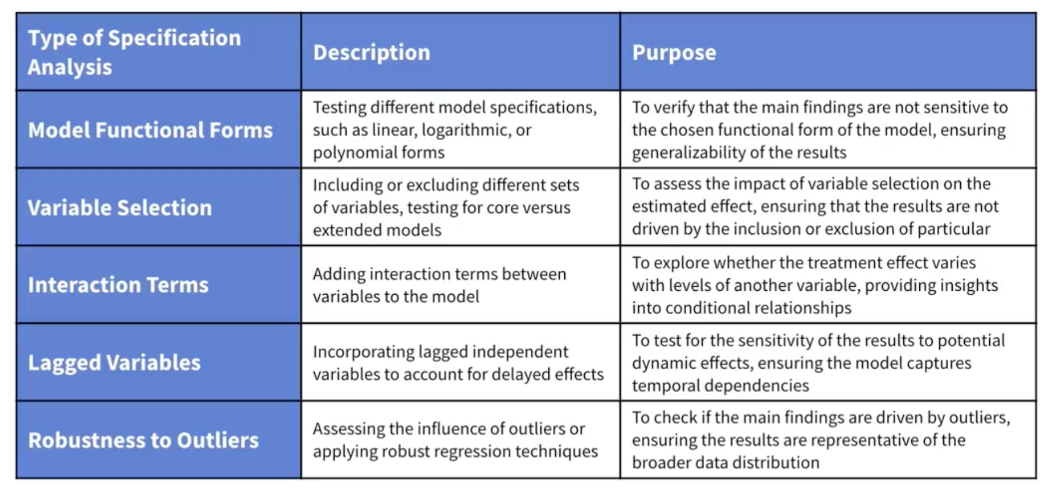 Type of Specification
Analysis
Description
Purpose
Model Functional Forms
Testing different model specifications,
such as linear, logarithmic, or
polynomial forms
To verify that the main findings are not sensitive to
the chosen functional form of the model, ensuring
generalizability of the results
Variable Selection
Including or excluding different sets
of variables, testing for core versus
extended models
To assess the impact of variable selection on the
estimated effect, ensuring that the results are not
driven by the inclusion or exclusion of particular
Interaction Terms
Adding interaction terms between
variables to the model
To explore whether the treatment effect varies
with levels of another variable, providing insights
into conditional relationships
Lagged Variables
Incorporating lagged independent
variables to account for delayed effects
To test for the sensitivity of the results to potential
dynamic effects, ensuring the model captures
temporal dependencies
Robustness to Outliers
Assessing the influence of outliers or
applying robust regression techniques
To check if the main findings are driven by outliers,
ensuring the results are representative of the
broader data distribution